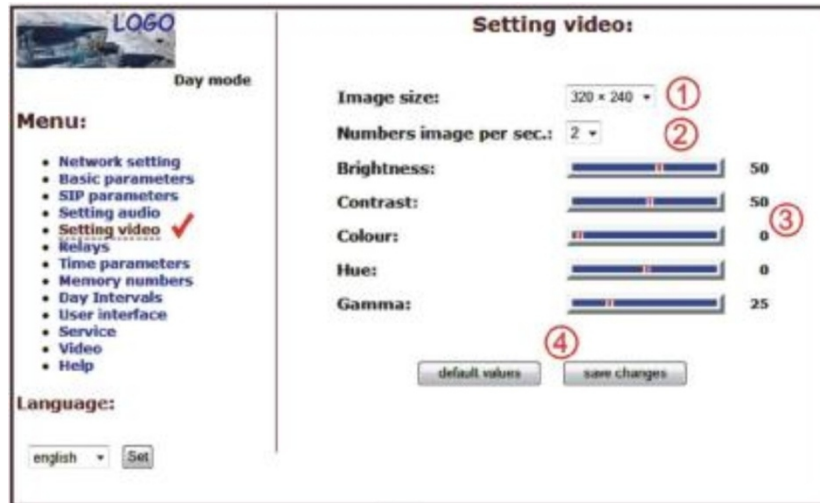 LOGO
Day mode
Menu:
Network setting
Basic parameters
SIP parameters
Setting audio
Setting video
Relays
Time parameters
Memory numbers
Day Intervals
User interface
Service
Video
Help
Language:
english Set
Setting video:
Image size: 320 × 240 1
Numbers image per sec.: 2 2
Brightness: 50
Contrast: 50
3
Colour: 0
Hue: 0
Gamma: 25
4
default values save changes